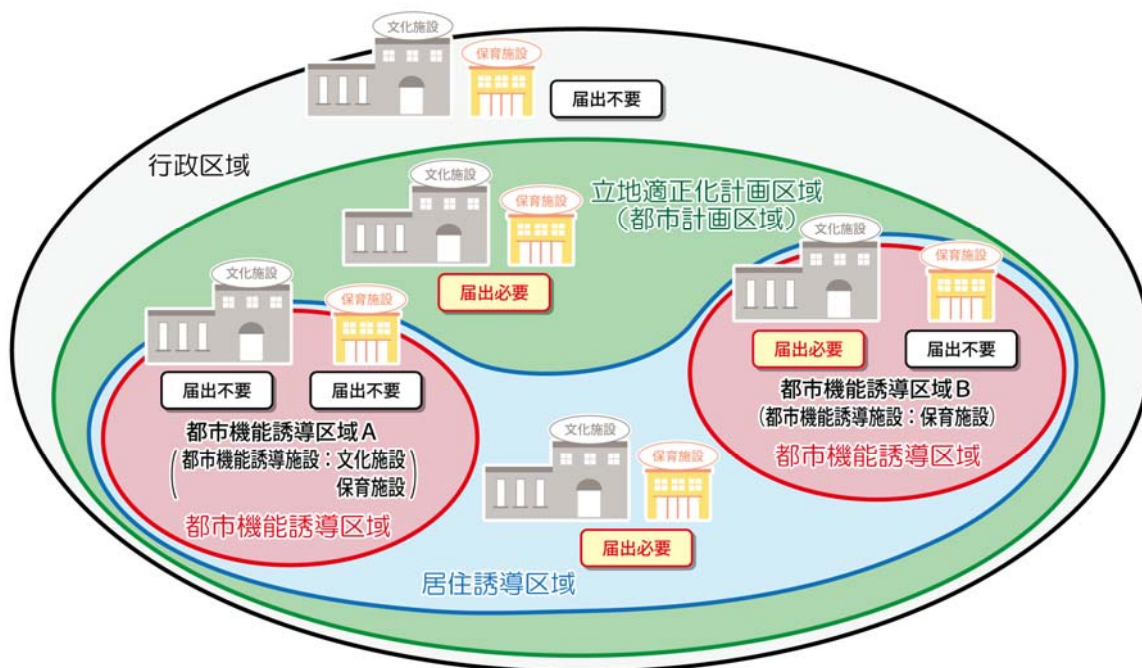 文化施設
保育施設
届出不要
行政区域
文化施設
保育施設
立地適正化計画区域
（都市計画区域）
届出必要
文化施設
保育施設
届出不要
届出不要
都市機能誘導区域A
（都市機能誘導施設：文化施設
保育施設）
都市機能誘導区域
文化施設
保育施設
届出必要
届出不要
都市機能誘導区域B
（都市機能誘導施設：保育施設）
都市機能誘導区域
文化施設
保育施設
届出必要
居住誘導区域